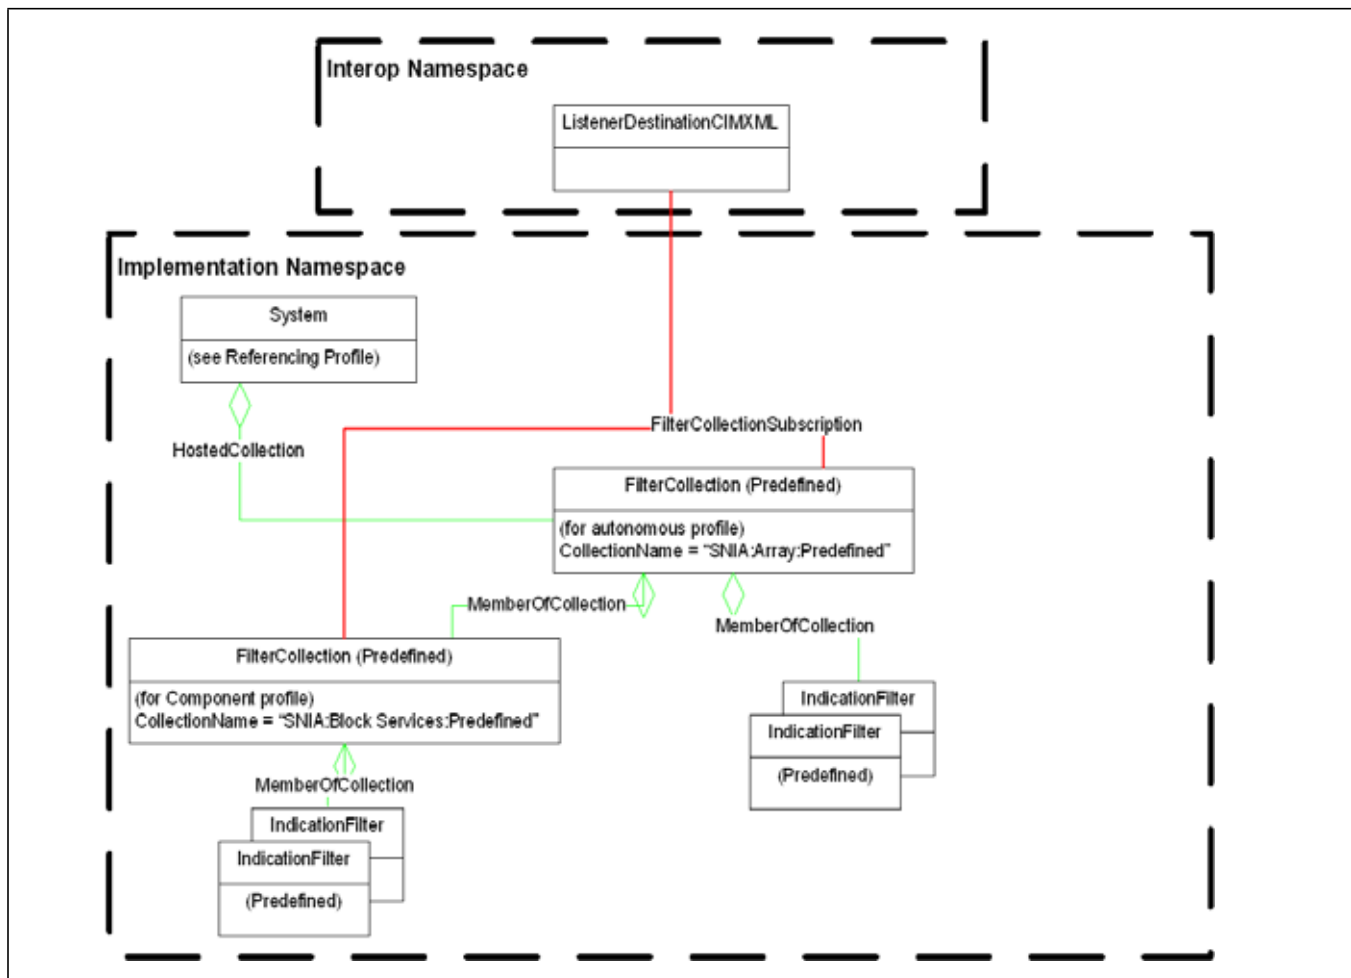 Interop Namespace
ListenerDestinationCIMXML
Implementation Namespace
System
(see Referencing Profile)
FilterCollectionSubscription
HostedCollection
FilterCollection (Predefined)
(for autonomous profile)
CollectionName = “SNIA:Array:Predefined”
MemberOfCollection
MemberOfCollection
FilterCollection (Predefined)
(for Component profile)
CollectionName = “SNIA:Block Services:Predefined”
IndicationFilter
IndicationFilter
(Predefined)
MemberOfCollection
IndicationFilter
IndicationFilter
(Predefined)